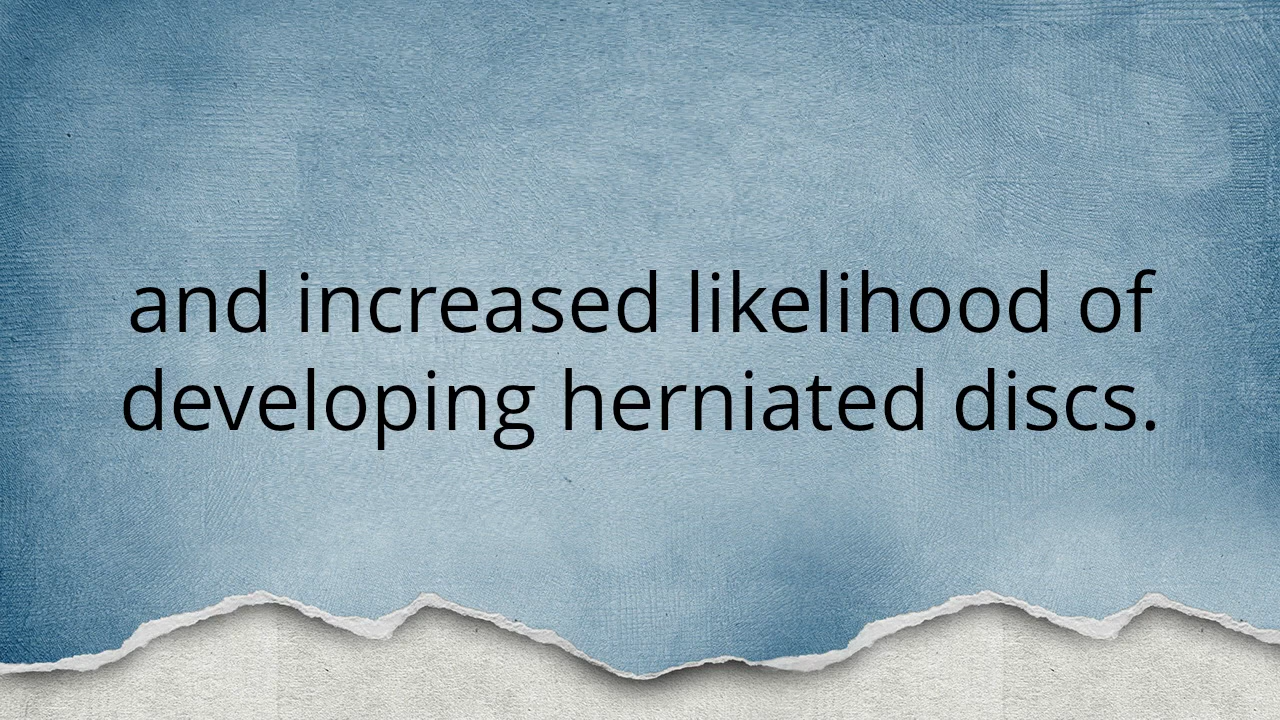 and increased likelihood of
developing herniated discs.